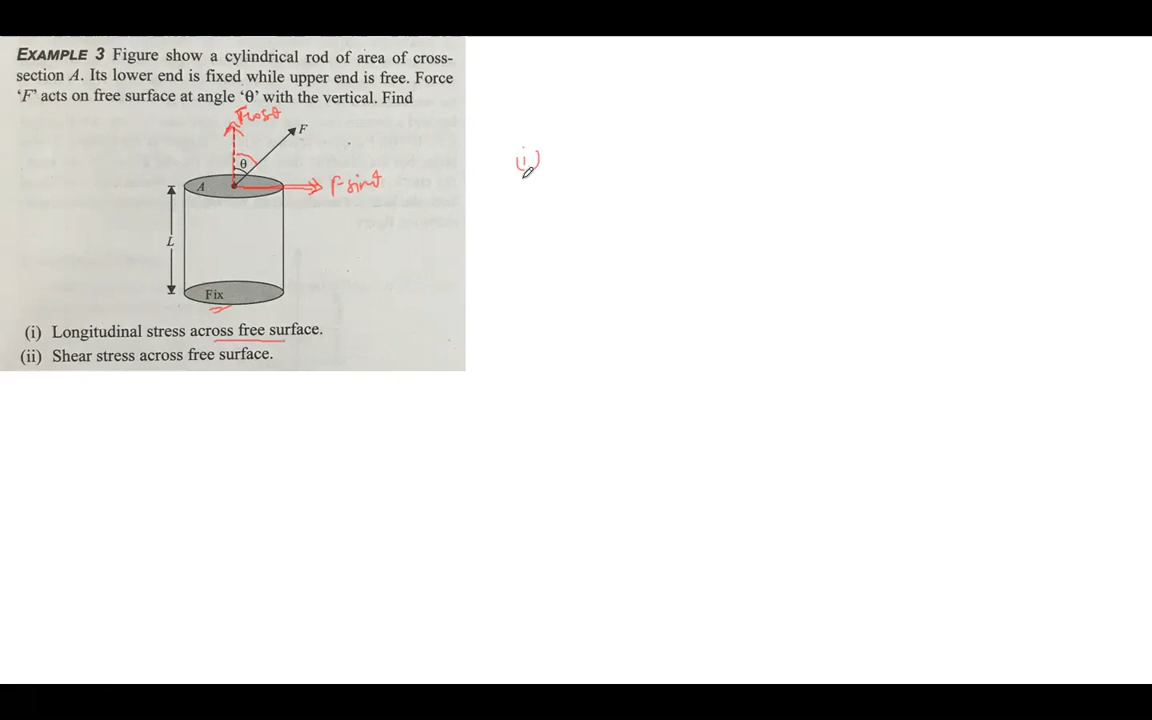 EXAMPLE 3 Figure show a cylindrical rod of area of cross-
section A. Its lower end is fixed while upper end is free. Force
‘F’ acts on free surface at angle ‘θ’ with the vertical. Find
Fcosθ
F
θ
A
Fsinθ
L
Fix
(i) Longitudinal stress across free surface.
(ii) Shear stress across free surface.
(i)